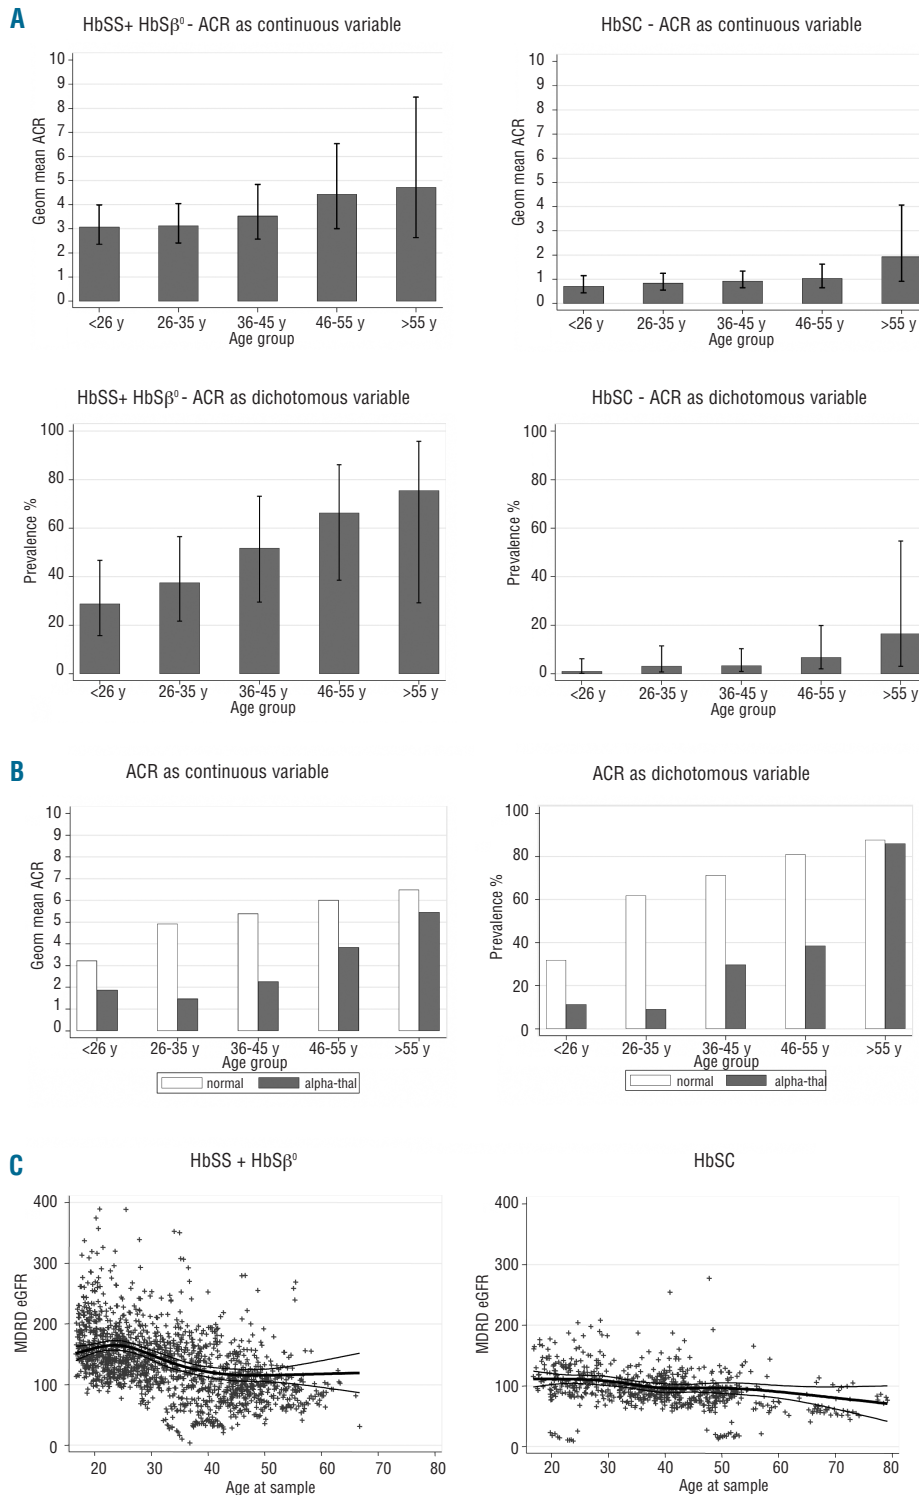 A
HbSS+ HbSβ⁰ - ACR as continuous variable
Geom mean ACR
10
9
8
7
6
5
4
3
2
1
0
<26 y 26-35 y 36-45 y 46-55 y >55 y
Age group
HbSC - ACR as continuous variable
Geom mean ACR
10
9
8
7
6
5
4
3
2
1
0
<26 y 26-35 y 36-45 y 46-55 y >55 y
Age group
HbSS+ HbSβ⁰ - ACR as dichotomous variable
Prevalence %
100
80
60
40
20
0
<26 y 26-35 y 36-45 y 46-55 y >55 y
Age group
HbSC - ACR as dichotomous variable
Prevalence %
100
80
60
40
20
0
<26 y 26-35 y 36-45 y 46-55 y >55 y
Age group
B
ACR as continuous variable
Geom mean ACR
10
9
8
7
6
5
4
3
2
1
0
<26 y 26-35 y 36-45 y 46-55 y >55 y
Age group
normal alpha-thal
ACR as dichotomous variable
Prevalence %
100
80
60
40
20
0
<26 y 26-35 y 36-45 y 46-55 y >55 y
Age group
normal alpha-thal
C
HbSS + HbSβ⁰
MDRD eGFR
400
300
200
100
0
20 30 40 50 60 70 80
Age at sample
HbSC
MDRD eGFR
400
300
200
100
0
20 30 40 50 60 70 80
Age at sample